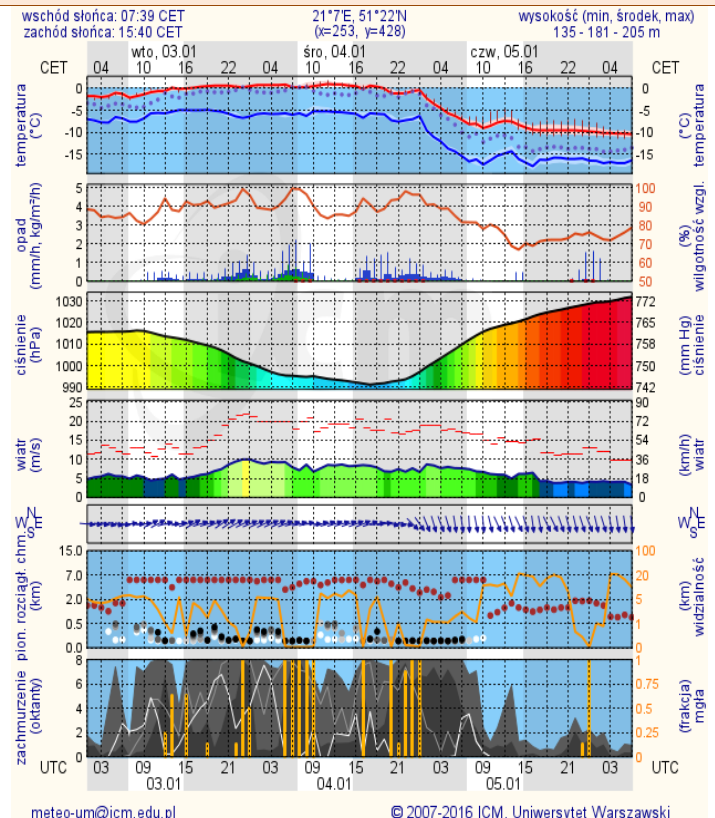 wschód słońca: 07:39 CET 21°7'E, 51°22'N wysokość (min, środek, max)
zachód słońca: 15:40 CET (x=253, y=428) 135 - 181 - 205 m
wto, 03.01 śro, 04.01 czw, 05.01
CET 04 10 16 22 04 10 16 22 04 10 16 22 04 CET
temperatura (°C) 0 -5 -10 -15 0 -5 -10 -15 temperatura (°C)
opad (mm/h, kg/m²/h) 5 4 3 2 1 0 100 90 80 70 60 50 wilgotność wzgl. (%)
ciśnienie (hPa) 1030 1020 1010 1000 990 772 765 758 750 742 ciśnienie (mm Hg)
wiatr (m/s) 25 20 15 10 5 0 90 72 54 36 18 0 wiatr (km/h)
N W E S N W E S
pion. rozciągł. chm. (km) 15.0 7.0 2.0 0.5 0.0 100 20 5 1 0 widzialność (km)
zachmurzenie (oktanty) 8 6 4 2 0 1 0.75 0.5 0.25 0 mgła (frakcja)
UTC 03 09 15 21 03 09 15 21 03 09 15 21 03 UTC
03.01 04.01 05.01
meteo-um@icm.edu.pl © 2007-2016 ICM, Uniwersytet Warszawski